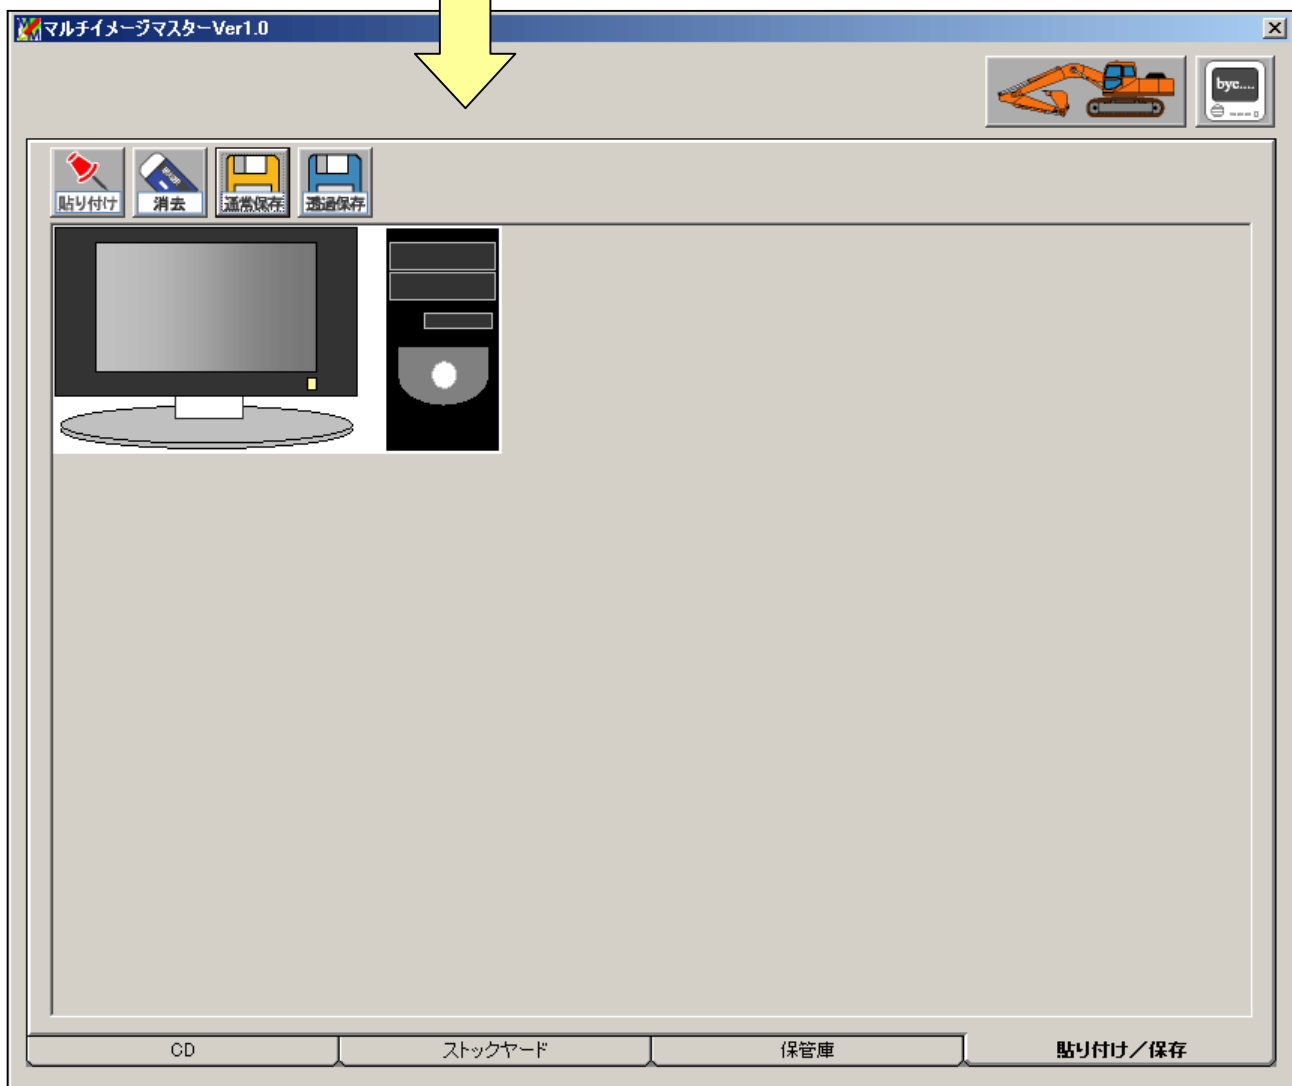 マルチイメージマスターVer1.0
bye....
貼り付け
消去
通常保存
透過保存
CD
ストックヤード
保管庫
貼り付け／保存